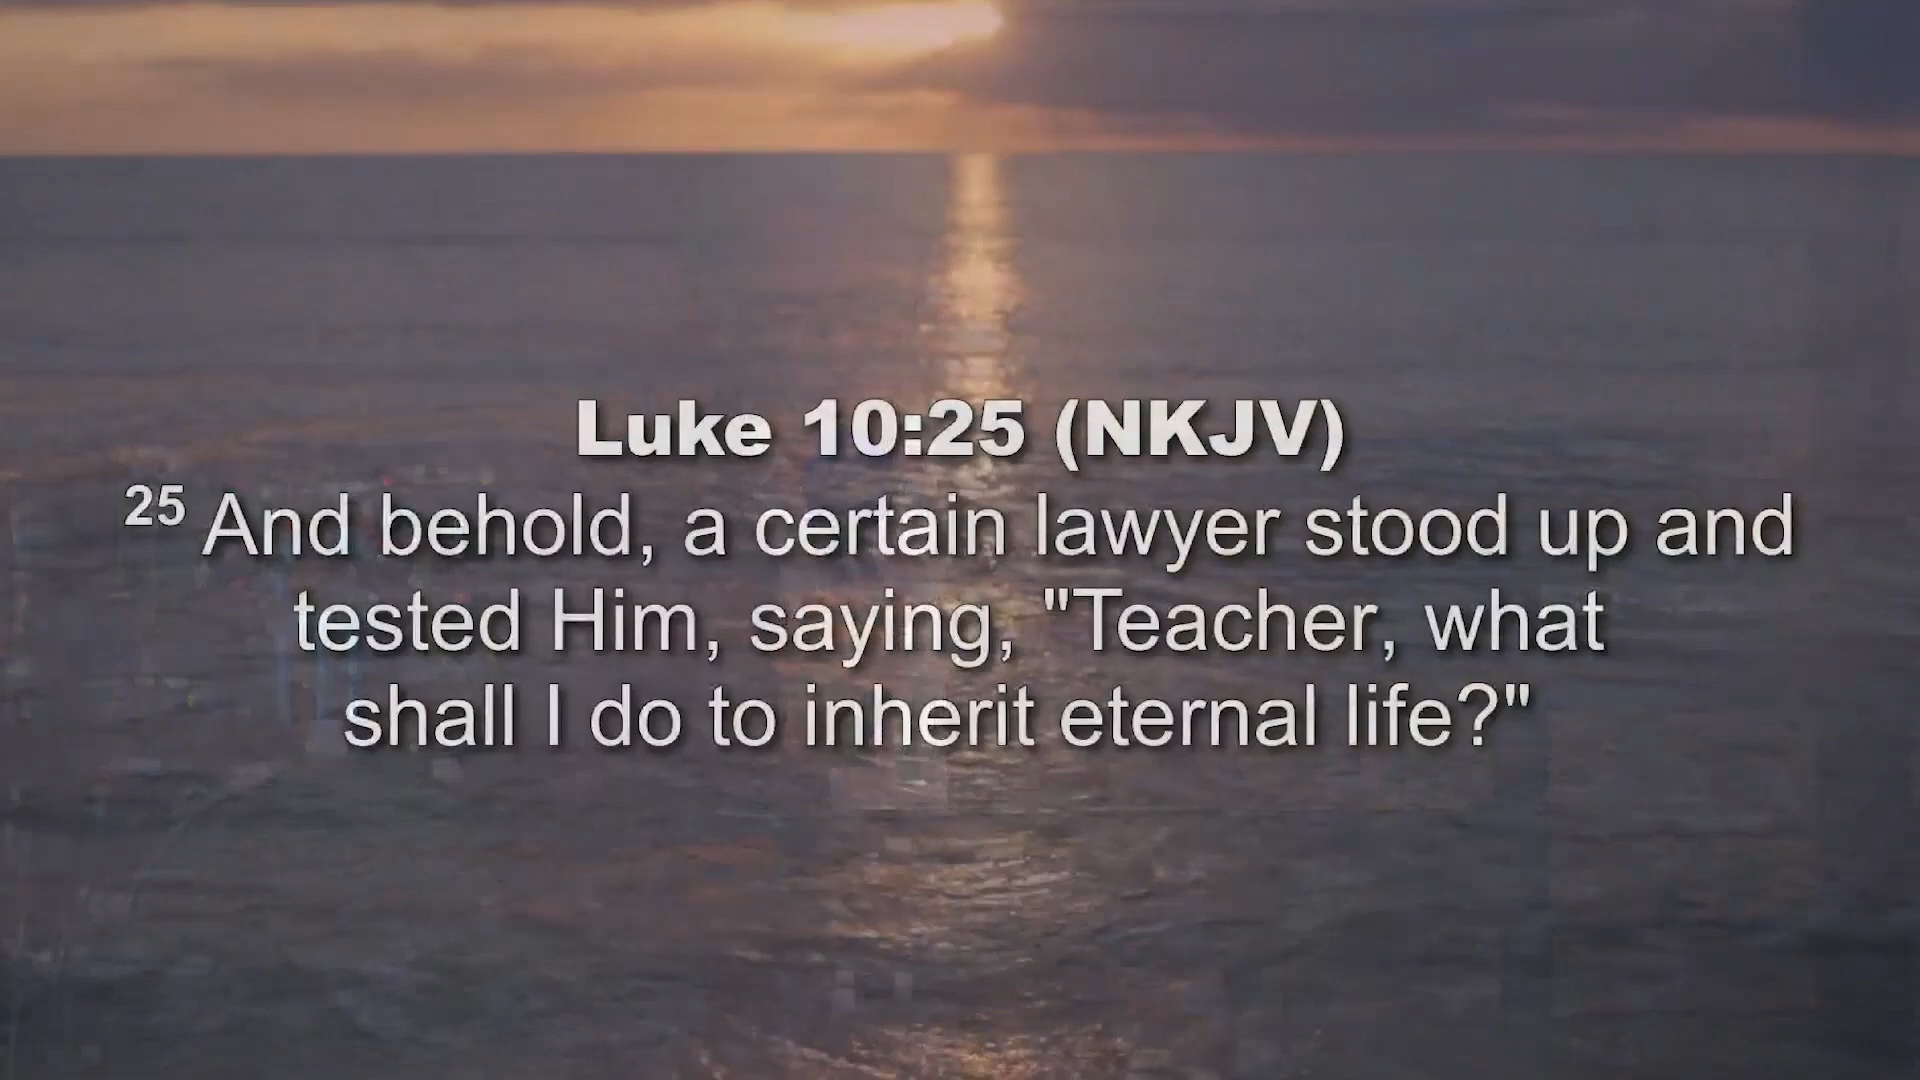 Luke 10:25 (NKJV)
25 And behold, a certain lawyer stood up and
tested Him, saying, "Teacher, what
shall I do to inherit eternal life?"